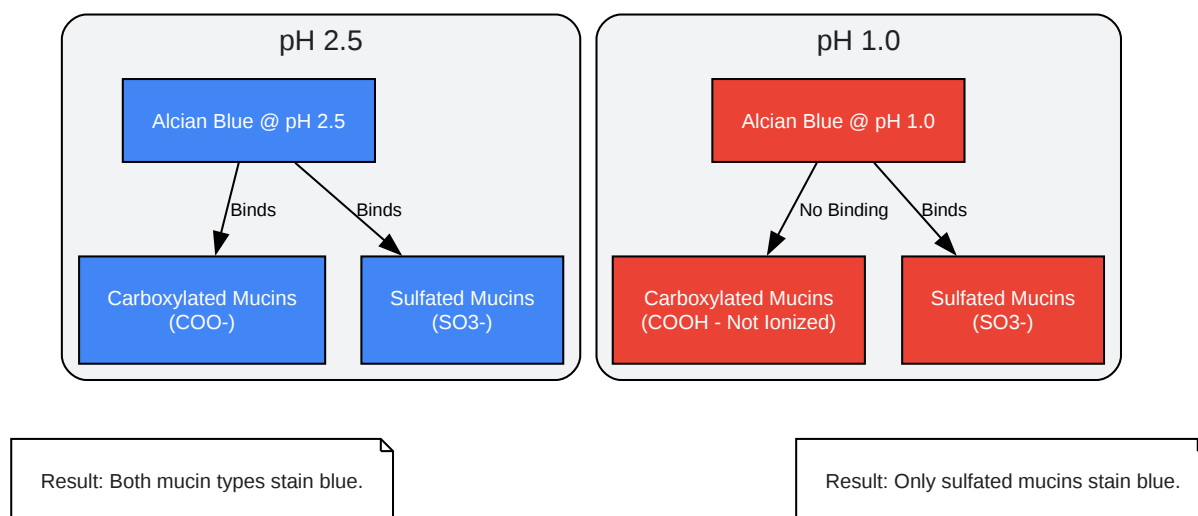 pH 2.5
Alcian Blue @ pH 2.5
Binds
Binds
Carboxylated Mucins
(COO-)
Sulfated Mucins
(SO3-)
pH 1.0
Alcian Blue @ pH 1.0
No Binding
Binds
Carboxylated Mucins
(COOH - Not Ionized)
Sulfated Mucins
(SO3-)
Result: Both mucin types stain blue.
Result: Only sulfated mucins stain blue.